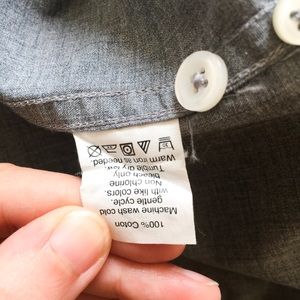 100% Coton
Machine wash cold
gentle cycle.
with like colors.
Non chlorine
bleach only.
Tumble dry low.
Warm iron as needed.